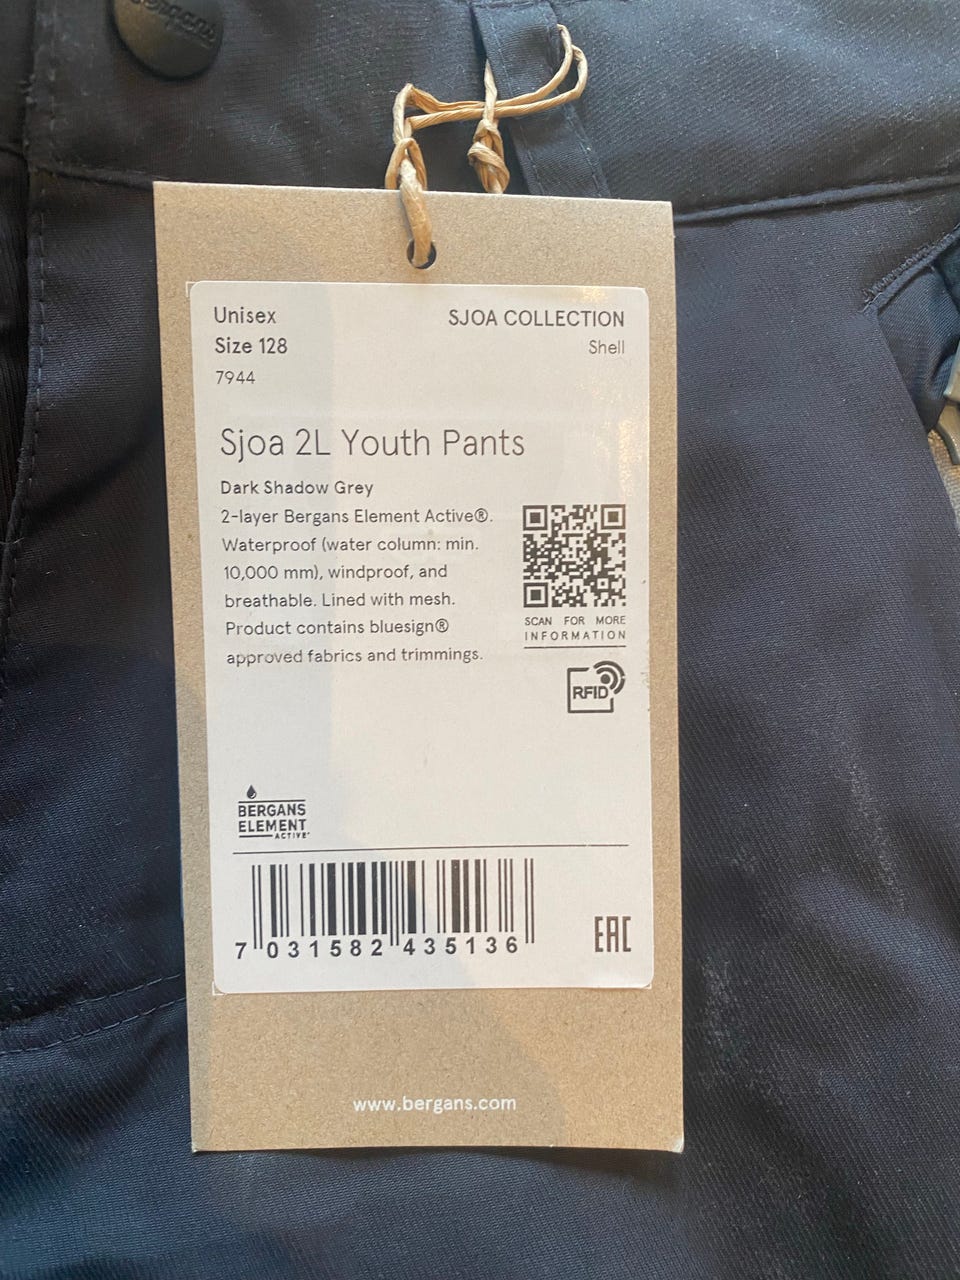 Bergans
Unisex
SJOA COLLECTION
Size 128
Shell
7944
Sjoa 2L Youth Pants
Dark Shadow Grey
2-layer Bergans Element Active®.
Waterproof (water column: min.
10,000 mm), windproof, and
breathable. Lined with mesh.
Product contains bluesign®
approved fabrics and trimmings.
SCAN FOR MORE
INFORMATION
RFID
BERGANS
ELEMENT
ACTIVE
7 031582 435136
EAC
www.bergans.com